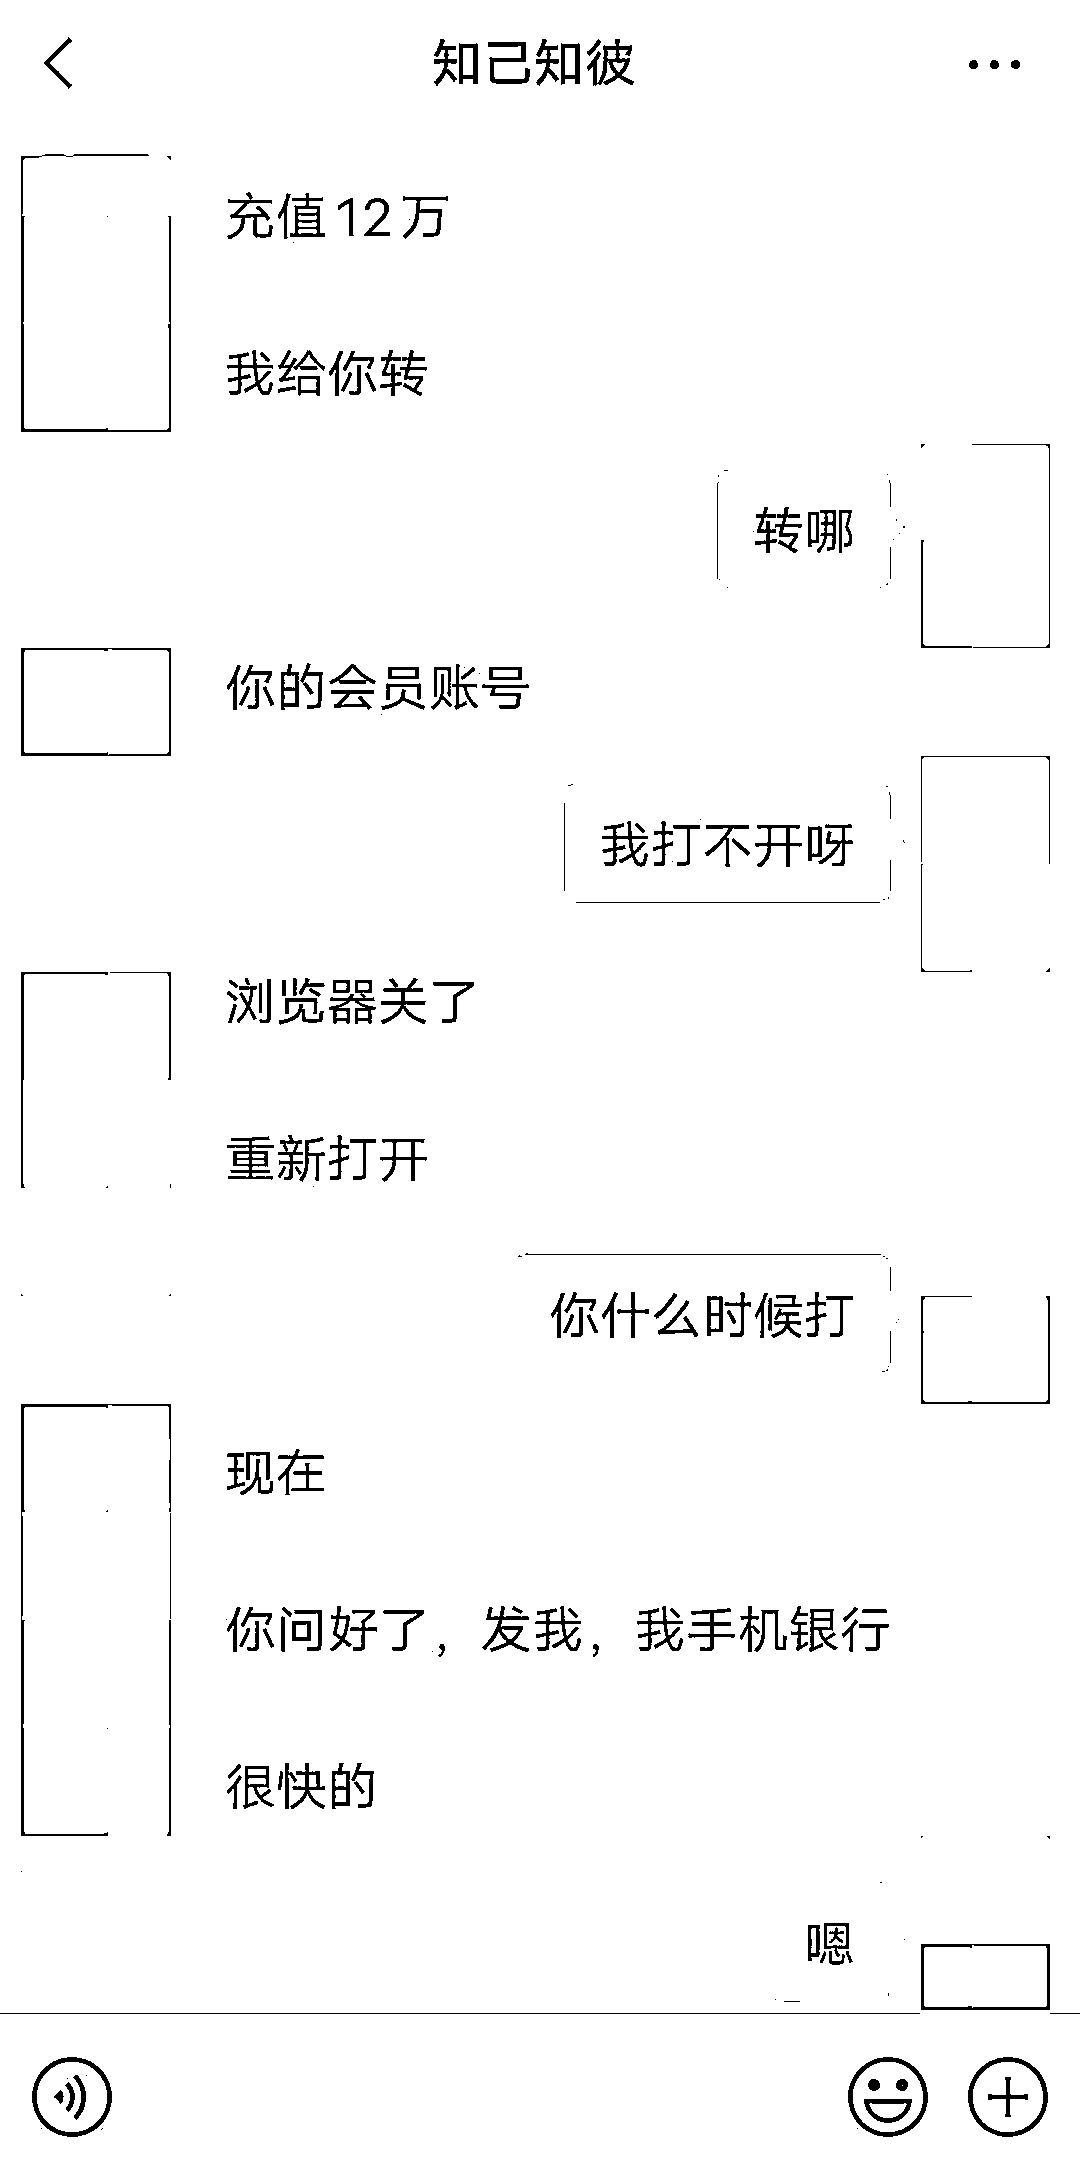 知己知彼
充值12万
我给你转
转哪
你的会员账号
我打不开呀
浏览器关了
重新打开
你什么时候打
现在
你问好了，发我，我手机银行
很快的
嗯